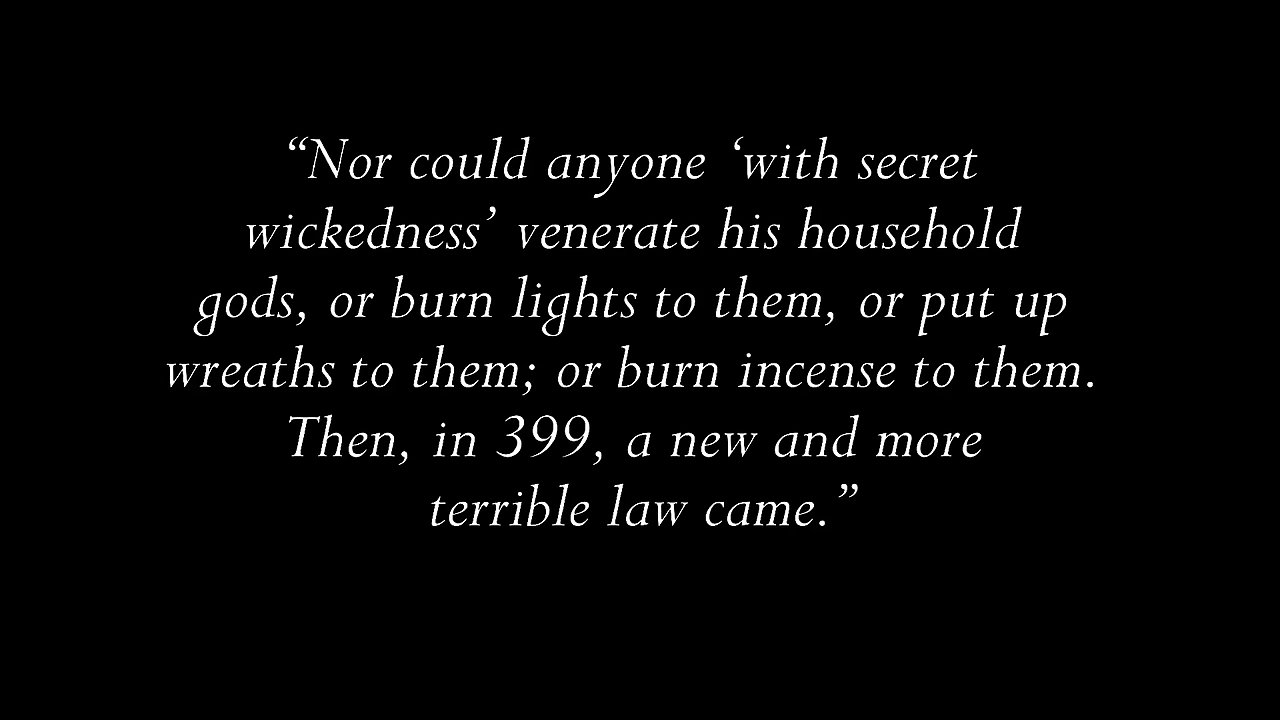 “Nor could anyone ‘with secret
wickedness’ venerate his household
gods, or burn lights to them, or put up
wreaths to them; or burn incense to them.
Then, in 399, a new and more
terrible law came.”